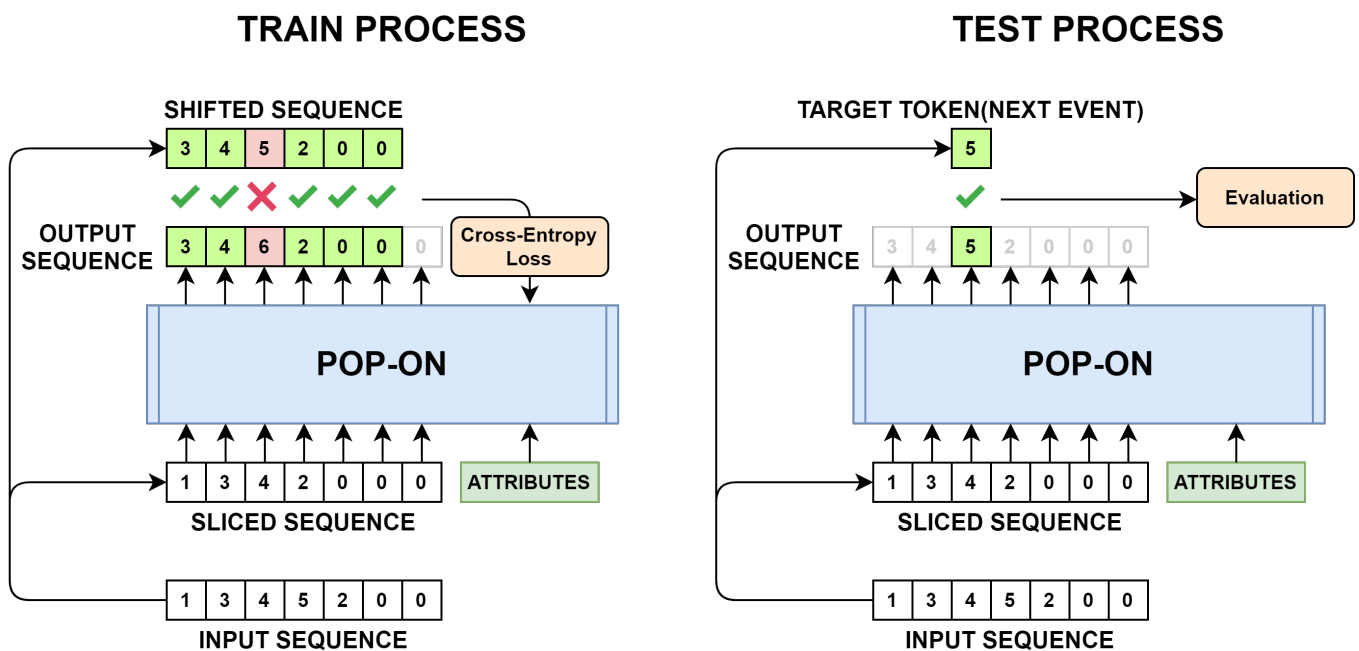 TRAIN PROCESS
SHIFTED SEQUENCE
3 4 5 2 0 0
OUTPUT
SEQUENCE
3 4 6 2 0 0 0
Cross-Entropy
Loss
POP-ON
1 3 4 2 0 0 0
ATTRIBUTES
SLICED SEQUENCE
1 3 4 5 2 0 0
INPUT SEQUENCE
TEST PROCESS
TARGET TOKEN(NEXT EVENT)
5
Evaluation
OUTPUT
SEQUENCE
3 4 5 2 0 0 0
POP-ON
1 3 4 2 0 0 0
ATTRIBUTES
SLICED SEQUENCE
1 3 4 5 2 0 0
INPUT SEQUENCE